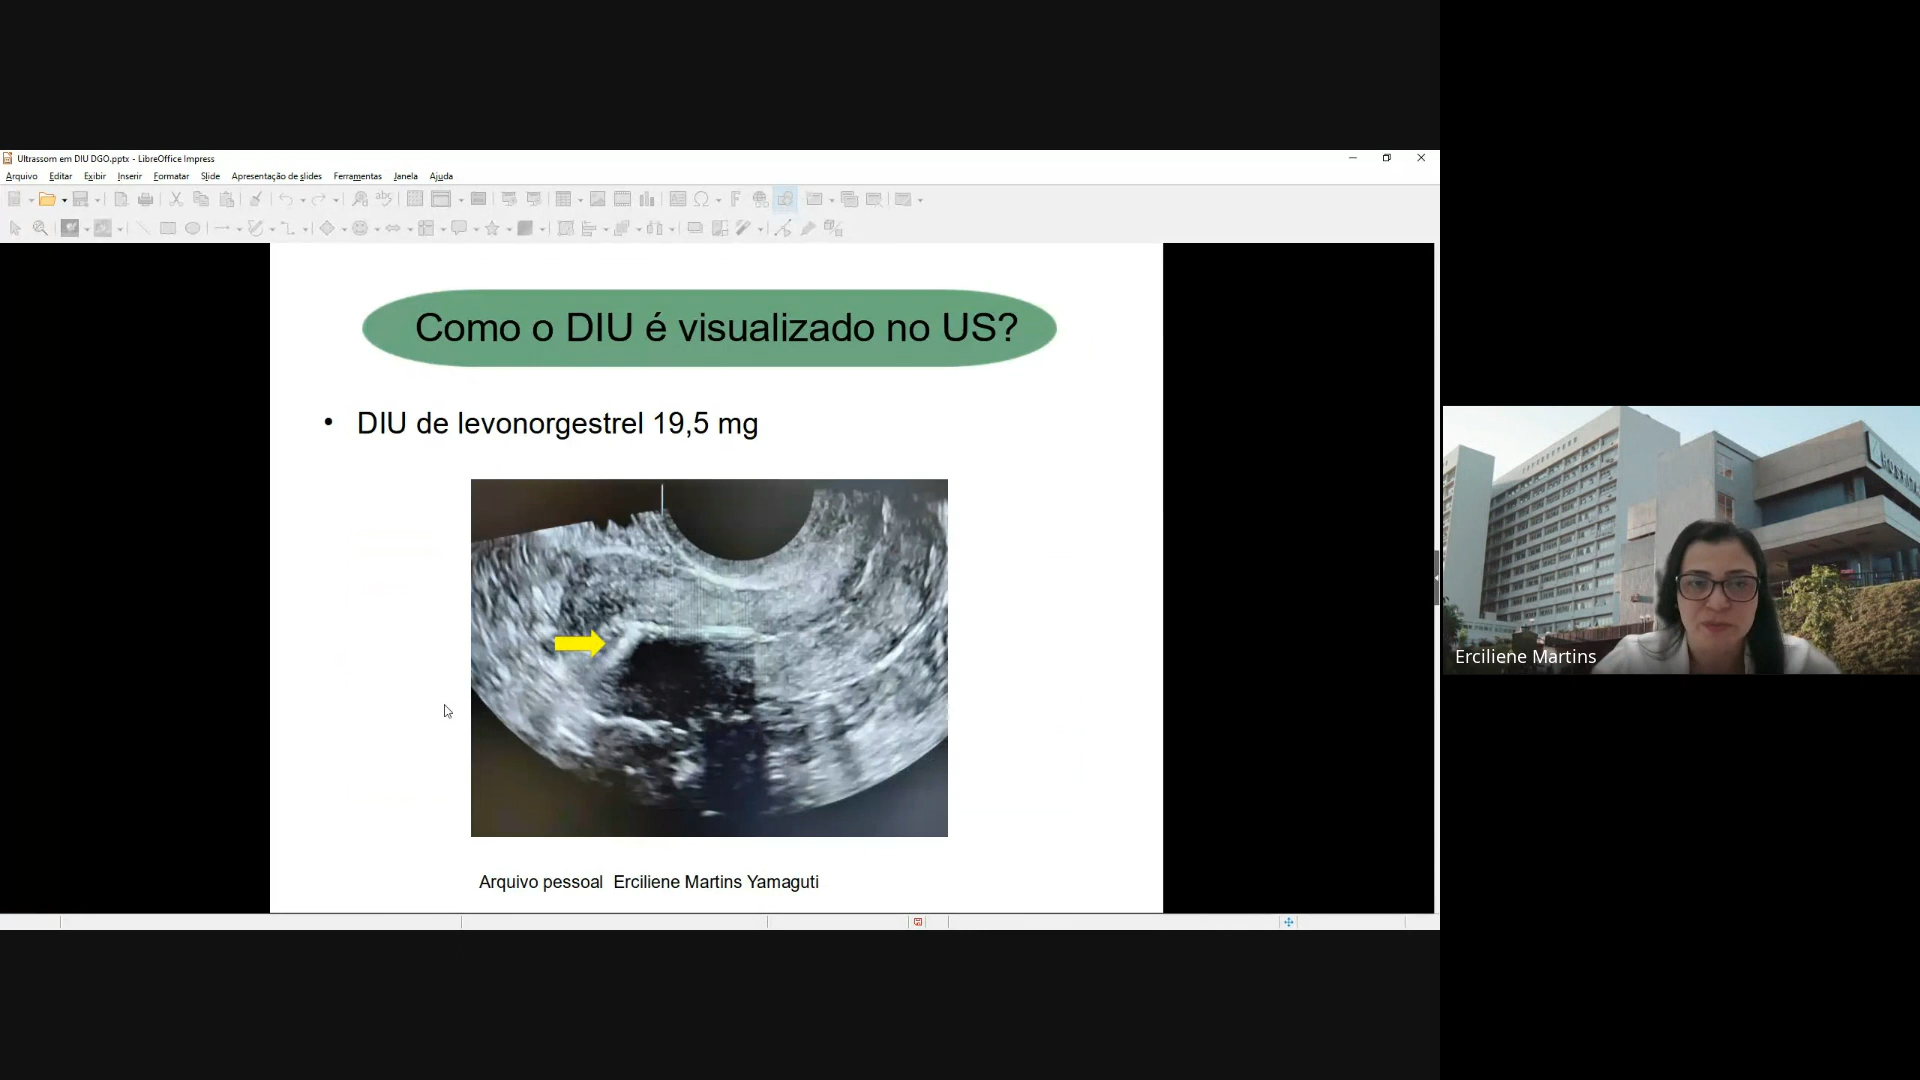 Ultrassom em DIU DGO.pptx - LibreOffice Impress
Arquivo Editar Exibir Inserir Formatar Slide Apresentação de slides Ferramentas Janela Ajuda
Como o DIU é visualizado no US?
• DIU de levonorgestrel 19,5 mg
Arquivo pessoal Erciliene Martins Yamaguti
Erciliene Martins